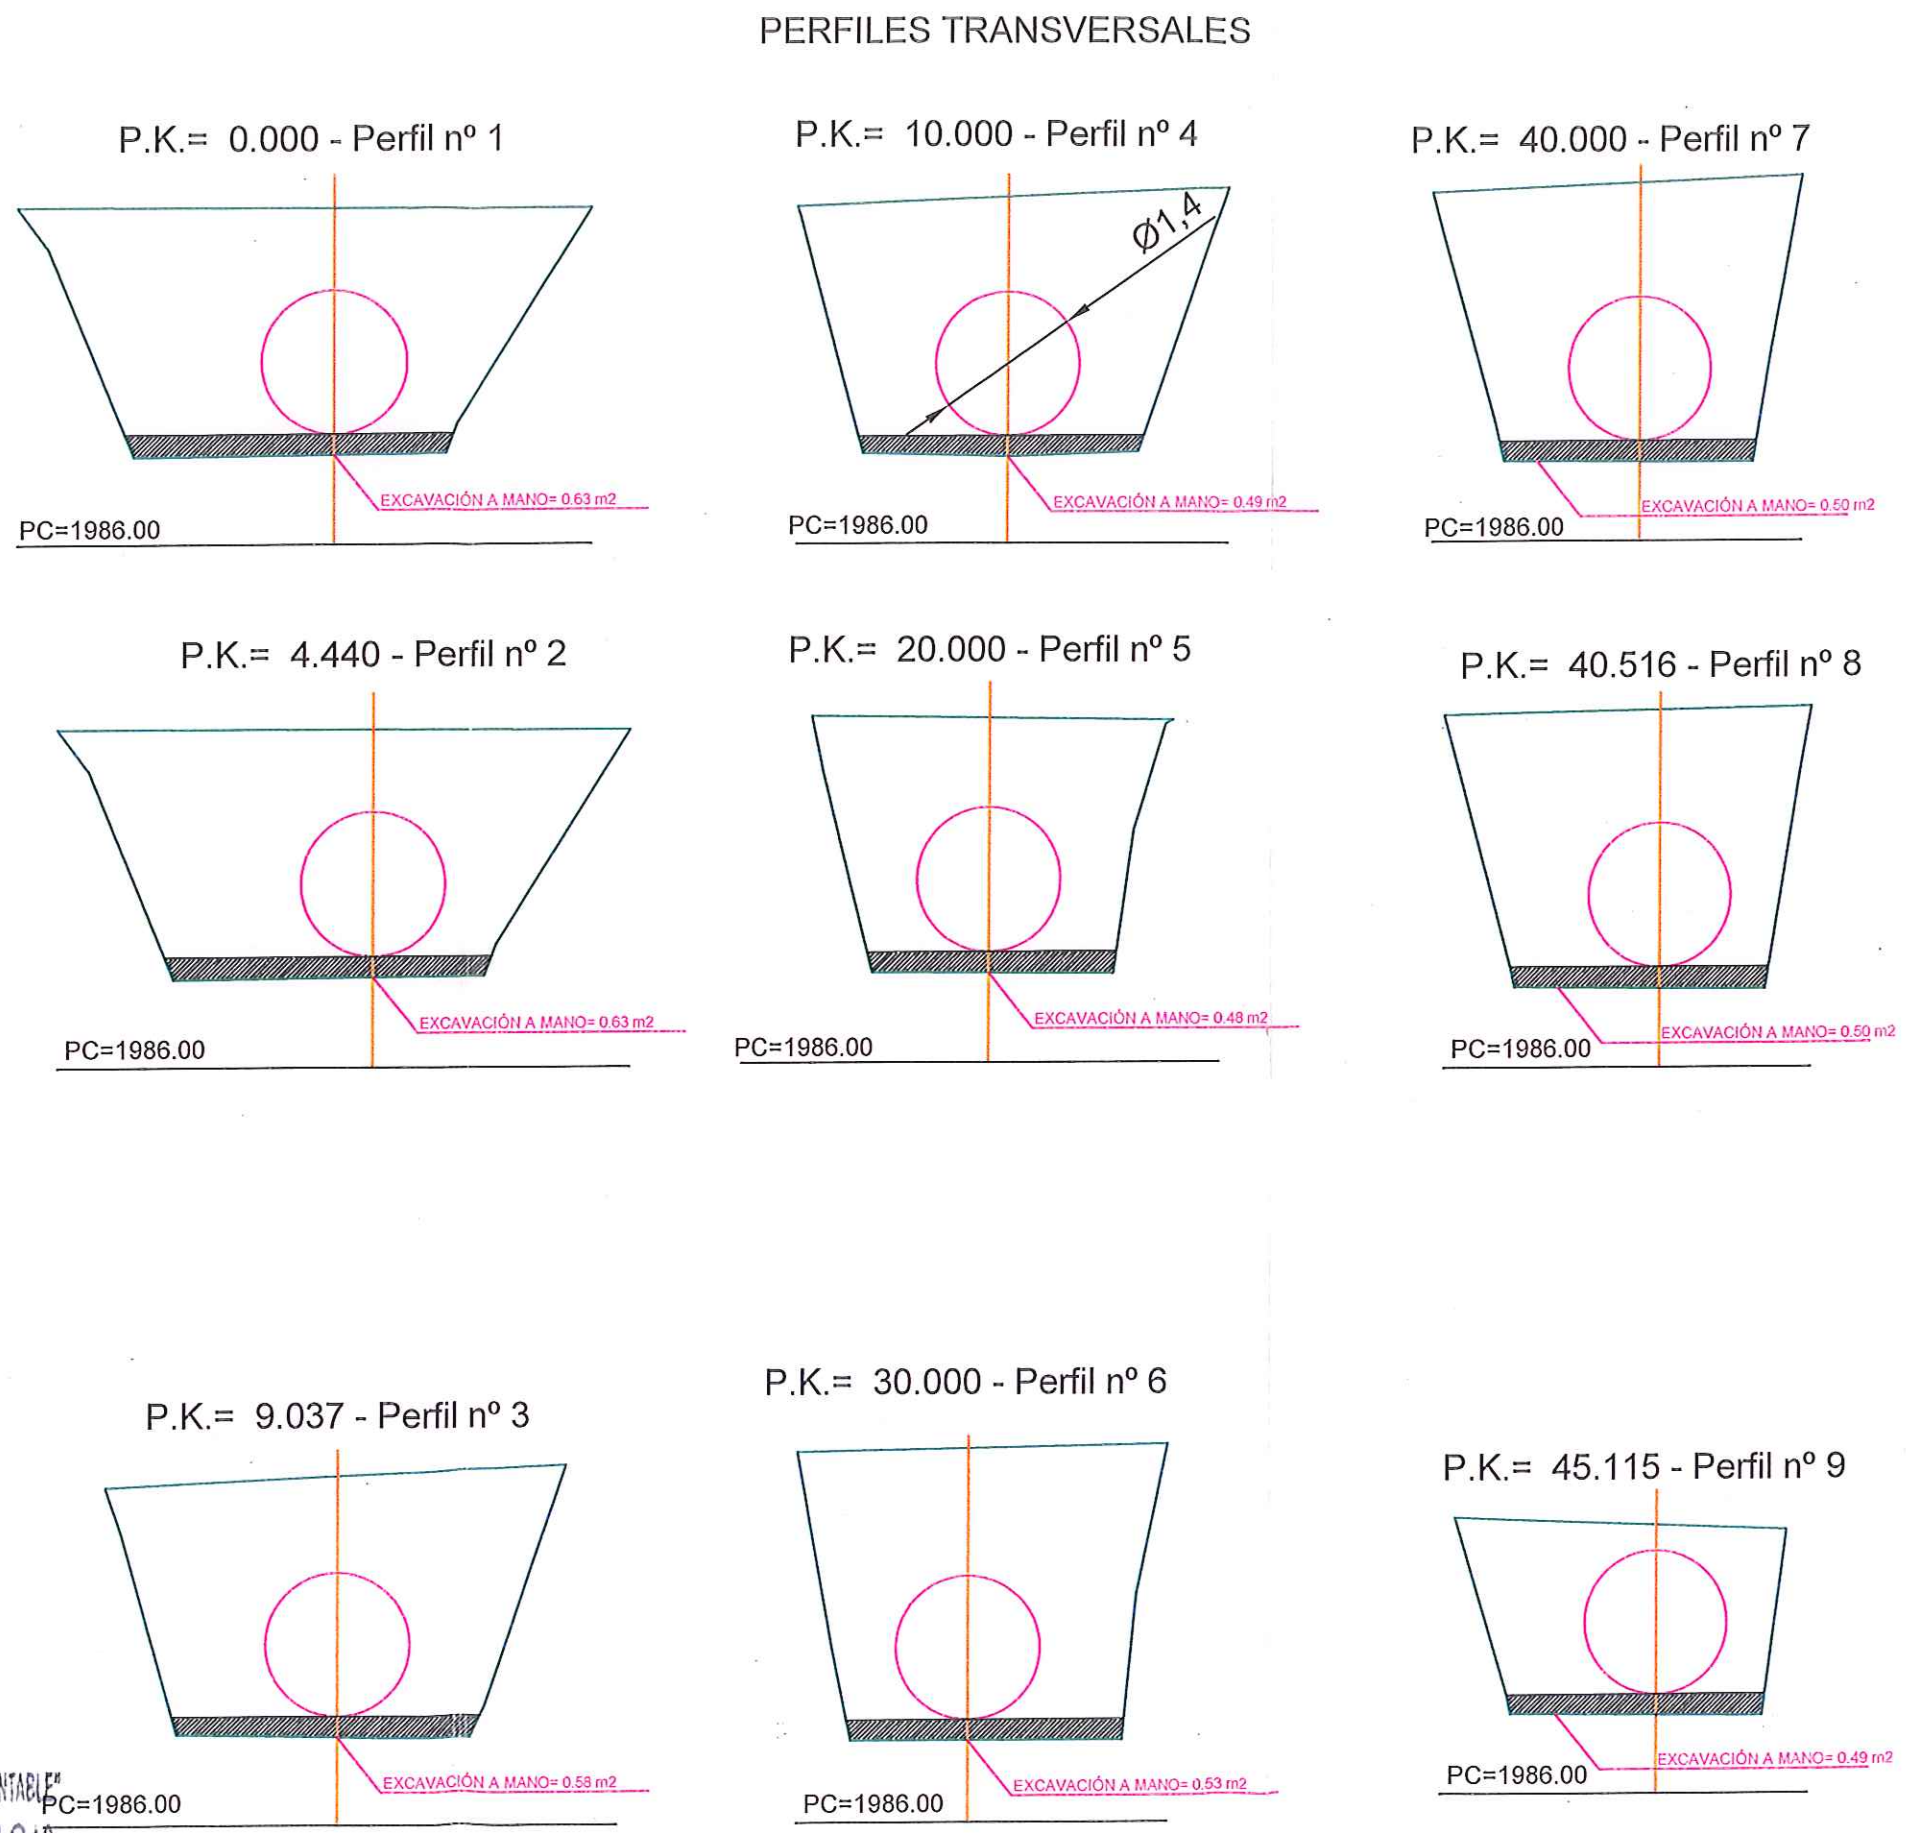 PERFILES TRANSVERSALES
P.K.= 0.000 - Perfil nº 1
EXCAVACIÓN A MANO= 0.63 m2
PC=1986.00
P.K.= 10.000 - Perfil nº 4
Ø1,4
EXCAVACIÓN A MANO= 0.49 m2
PC=1986.00
P.K.= 40.000 - Perfil nº 7
EXCAVACIÓN A MANO= 0.50 m2
PC=1986.00
P.K.= 4.440 - Perfil nº 2
EXCAVACIÓN A MANO= 0.63 m2
PC=1986.00
P.K.= 20.000 - Perfil nº 5
EXCAVACIÓN A MANO= 0.48 m2
PC=1986.00
P.K.= 40.516 - Perfil nº 8
EXCAVACIÓN A MANO= 0.50 m2
PC=1986.00
P.K.= 9.037 - Perfil nº 3
EXCAVACIÓN A MANO= 0.58 m2
PC=1986.00
P.K.= 30.000 - Perfil nº 6
EXCAVACIÓN A MANO= 0.53 m2
PC=1986.00
P.K.= 45.115 - Perfil nº 9
EXCAVACIÓN A MANO= 0.49 m2
PC=1986.00